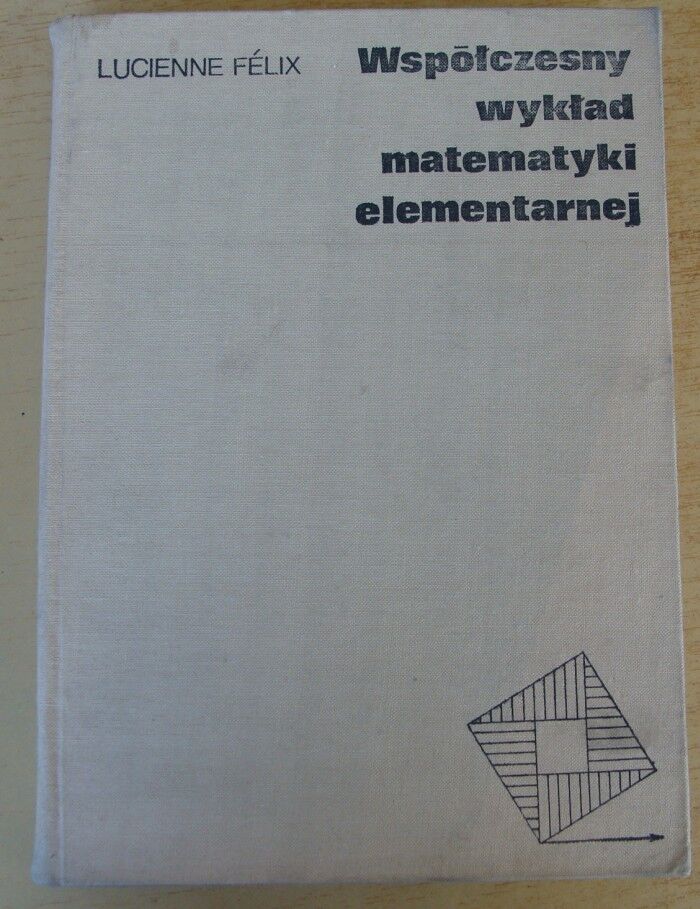 LUCIENNE FÉLIX
Współczesny
wykład
matematyki
elementarnej